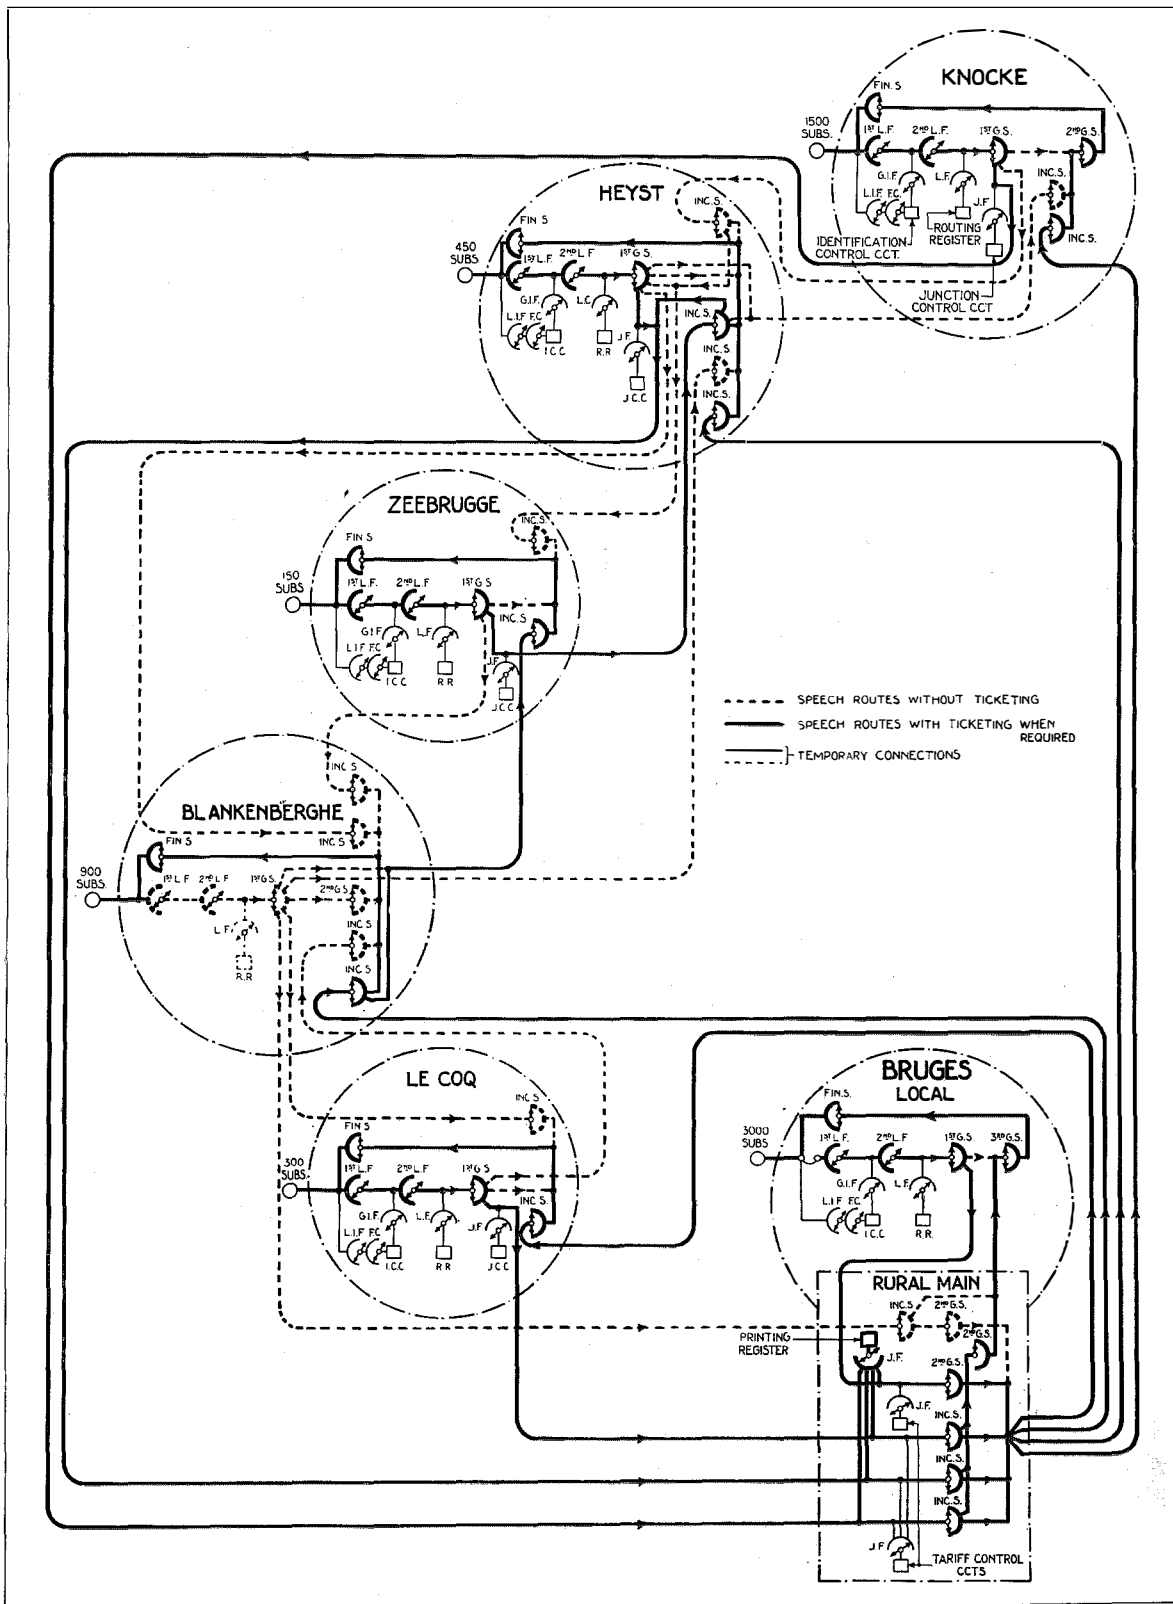 KNOCKE
FIN. S
1500
SUBS.
1ST L.F.
2ND L.F.
1ST G.S.
2ND G.S.
G.I.F.
L.F.
INC. S.
L.I.F. F.C.
J.F.
INC.S.
IDENTIFICATION
CONTROL CCT.
ROUTING
REGISTER
JUNCTION
CONTROL CCT
HEYST
INC. S.
FIN S
450
SUBS.
1ST L.F.
2ND L.F
1ST G.S.
G.I.F.
L.C
L.I.F F.C
I.C.C
R.R
J.F.
INC. S.
INC. S.
INC. S.
J.C.C
ZEEBRUGGE
INC. S.
FIN S
150
SUBS
1ST L.F.
2ND L.F.
1ST G.S
INC. S
G.I.F.
L.F.
L.I.F F.C
J.F.
I.C.C
R.R
J.C.C
SPEECH ROUTES WITHOUT TICKETING
SPEECH ROUTES WITH TICKETING WHEN
REQUIRED
TEMPORARY CONNECTIONS
BLANKENBERGHE
INC S
INC S
FIN S
900
SUBS.
1ST L.F
2ND L.F
1ST G.S.
2ND G.S.
L.F.
R.R
INC S
INC S
LE COQ
INC S
FIN S
300
SUBS.
1ST L.F
2ND L.F
1ST G.S
INC S.
G.I.F.
L.F.
J.F
L.I.F F.C
I.C.C
R.R
J.C.C
BRUGES
LOCAL
FIN.S.
3000
SUBS
1ST L.F.
2ND L.F
1ST G.S.
3RD G.S.
G.I.F.
L.F.
L.I.F F.C
I.C.C
R.R.
RURAL MAIN
INC.S
2ND G.S.
2ND G.S.
PRINTING
REGISTER
J.F.
2ND G.S.
J.F.
INC.S.
INC.S.
INC.S.
J.F
TARIFF CONTROL
CCTS